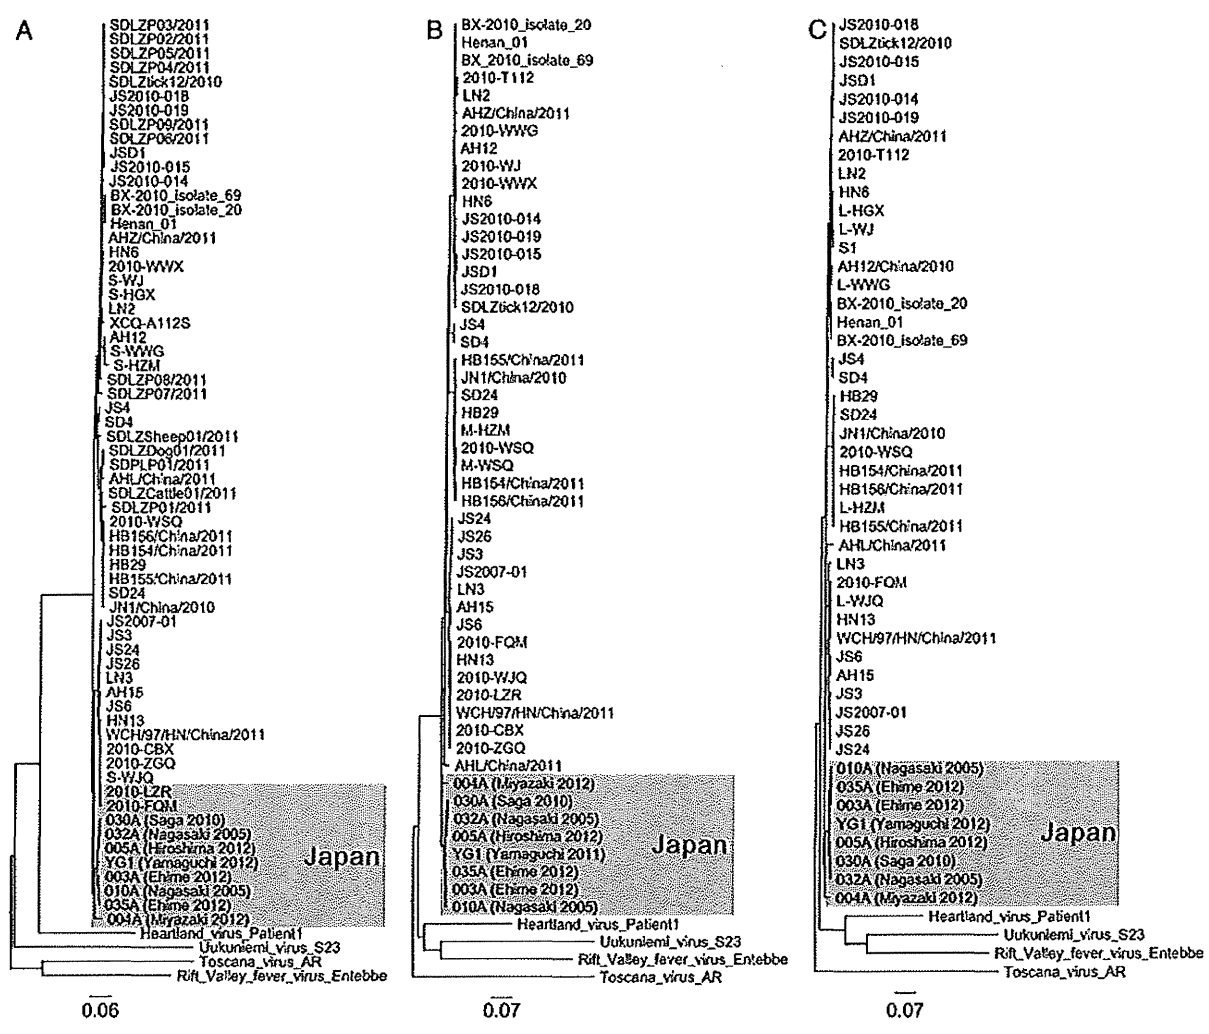 A
SDLZP03/2011
SDLZP02/2011
SDLZP05/2011
SDLZP04/2011
SDLZtick12/2010
JS2010-018
JS2010-019
SDLZP09/2011
SDLZP06/2011
JSD1
JS2010-015
JS2010-014
BX-2010_isolate_69
BX-2010_isolate_20
Henan_01
AHZ/China/2011
HN6
2010-WWX
S-WJ
S-HGX
LN2
XCQ-A112S
AH12
S-WWG
S-HZM
SDLZP08/2011
SDLZP07/2011
JS4
SD4
SDLZSheep01/2011
SDLZDog01/2011
SDPLP01/2011
AHL/China/2011
SDLZCattle01/2011
SDLZP01/2011
2010-WSQ
HB156/China/2011
HB154/China/2011
HB29
HB155/China/2011
SD24
JN1/China/2010
JS2007-01
JS3
JS24
JS26
LN3
AH15
JS6
HN13
WCH/97/HN/China/2011
2010-CBX
2010-ZGQ
S-WJQ
2010-LZR
2010-FQM
030A (Saga 2010)
032A (Nagasaki 2005)
005A (Hiroshima 2012)
YG1 (Yamaguchi 2012)
003A (Ehime 2012)
010A (Nagasaki 2005)
035A (Ehime 2012)
004A (Miyazaki 2012)
Japan
Heartland_virus_Patient1
Uukuniemi_virus_S23
Toscana_virus_AR
Rift_Valley_fever_virus_Entebbe
0.06
B
BX-2010_isolate_20
Henan_01
BX_2010_isolate_69
2010-T112
LN2
AHZ/China/2011
2010-WWG
AH12
2010-WJ
2010-WWX
HN6
JS2010-014
JS2010-019
JS2010-015
JSD1
JS2010-018
SDLZtick12/2010
JS4
SD4
HB155/China/2011
JN1/China/2010
SD24
HB29
M-HZM
2010-WSQ
M-WSQ
HB154/China/2011
HB156/China/2011
JS24
JS26
JS3
JS2007-01
LN3
AH15
JS6
2010-FQM
HN13
2010-WJQ
2010-LZR
WCH/97/HN/China/2011
2010-CBX
2010-ZGQ
AHL/China/2011
004A (Miyazaki 2012)
030A (Saga 2010)
032A (Nagasaki 2005)
005A (Hiroshima 2012)
YG1 (Yamaguchi 2011)
035A (Ehime 2012)
003A (Ehime 2012)
010A (Nagasaki 2005)
Japan
Heartland_virus_Patient1
Uukuniemi_virus_S23
Rift_Valley_fever_virus_Entebbe
Toscana_virus_AR
0.07
C
JS2010-018
SDLZtick12/2010
JS2010-015
JSD1
JS2010-014
JS2010-019
AHZ/China/2011
2010-T112
LN2
HN6
L-HGX
L-WJ
S1
AH12/China/2010
L-WWG
BX-2010_isolate_20
Henan_01
BX-2010_isolate_69
JS4
SD4
HB29
SD24
JN1/China/2010
2010-WSQ
HB154/China/2011
HB156/China/2011
L-HZM
HB155/China/2011
AHL/China/2011
LN3
2010-FQM
L-WJQ
HN13
WCH/97/HN/China/2011
JS6
AH15
JS3
JS2007-01
JS26
JS24
010A (Nagasaki 2005)
035A (Ehime 2012)
003A (Ehime 2012)
YG1 (Yamaguchi 2012)
005A (Hiroshima 2012)
030A (Saga 2010)
032A (Nagasaki 2005)
004A (Miyazaki 2012)
Japan
Heartland_virus_Patient1
Uukuniemi_virus_S23
Rift_Valley_fever_virus_Entebbe
Toscana_virus_AR
0.07